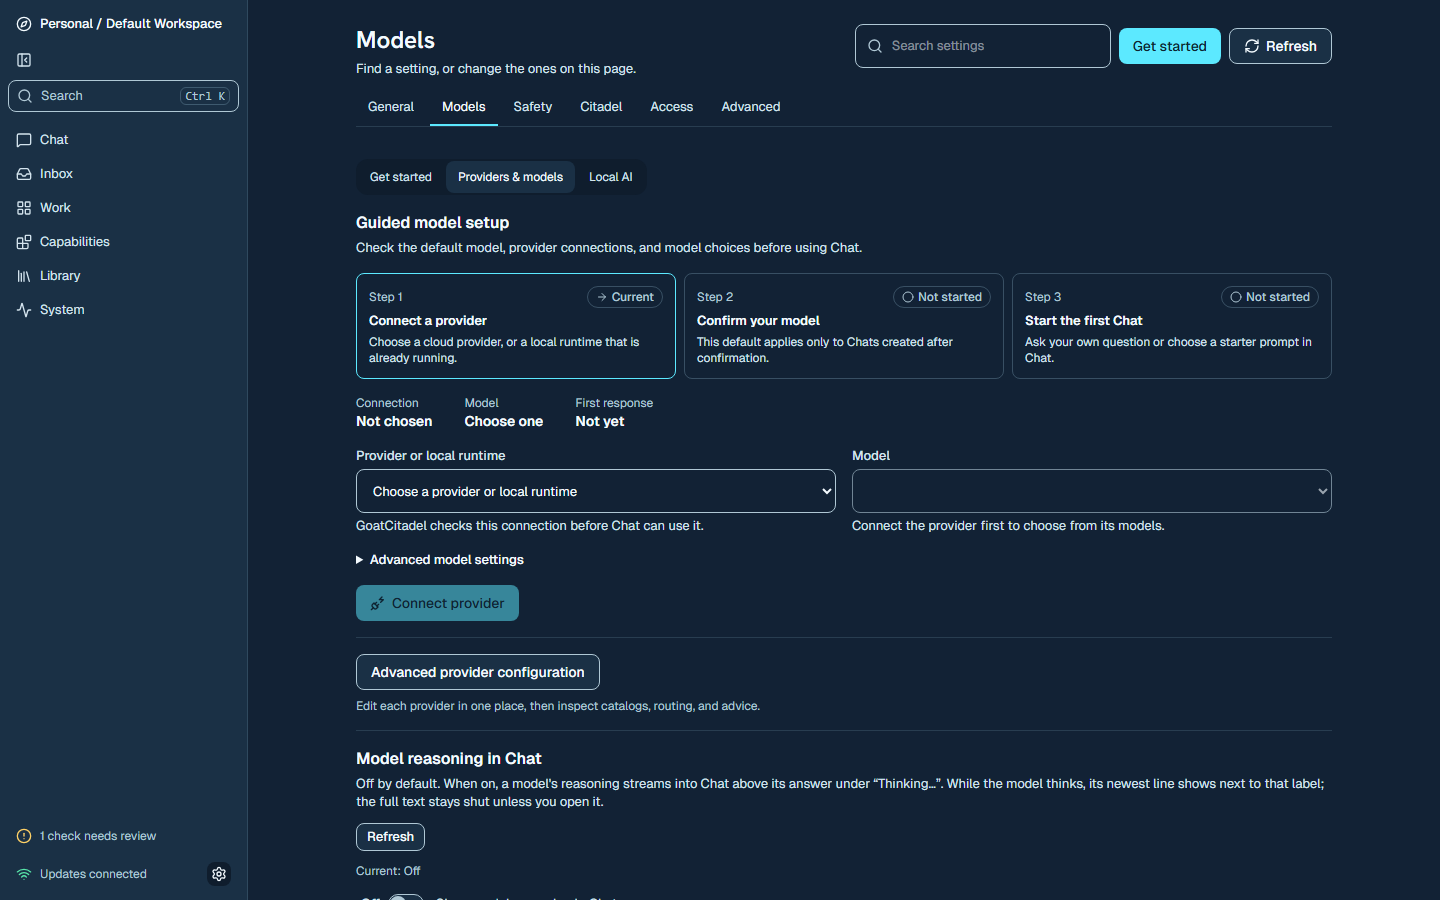 Personal / Default Workspace
Search
Ctrl K
Chat
Inbox
Work
Capabilities
Library
System
1 check needs review
Updates connected
Models
Find a setting, or change the ones on this page.
Search settings
Get started
Refresh
General
Models
Safety
Citadel
Access
Advanced
Get started
Providers & models
Local AI
Guided model setup
Check the default model, provider connections, and model choices before using Chat.
Step 1
Current
Connect a provider
Choose a cloud provider, or a local runtime that is
already running.
Step 2
Not started
Confirm your model
This default applies only to Chats created after
confirmation.
Step 3
Not started
Start the first Chat
Ask your own question or choose a starter prompt in
Chat.
Connection
Not chosen
Model
Choose one
First response
Not yet
Provider or local runtime
Choose a provider or local runtime
GoatCitadel checks this connection before Chat can use it.
Model
Connect the provider first to choose from its models.
Advanced model settings
Connect provider
Advanced provider configuration
Edit each provider in one place, then inspect catalogs, routing, and advice.
Model reasoning in Chat
Off by default. When on, a model's reasoning streams into Chat above its answer under “Thinking…”. While the model thinks, its newest line shows next to that label;
the full text stays shut unless you open it.
Refresh
Current: Off